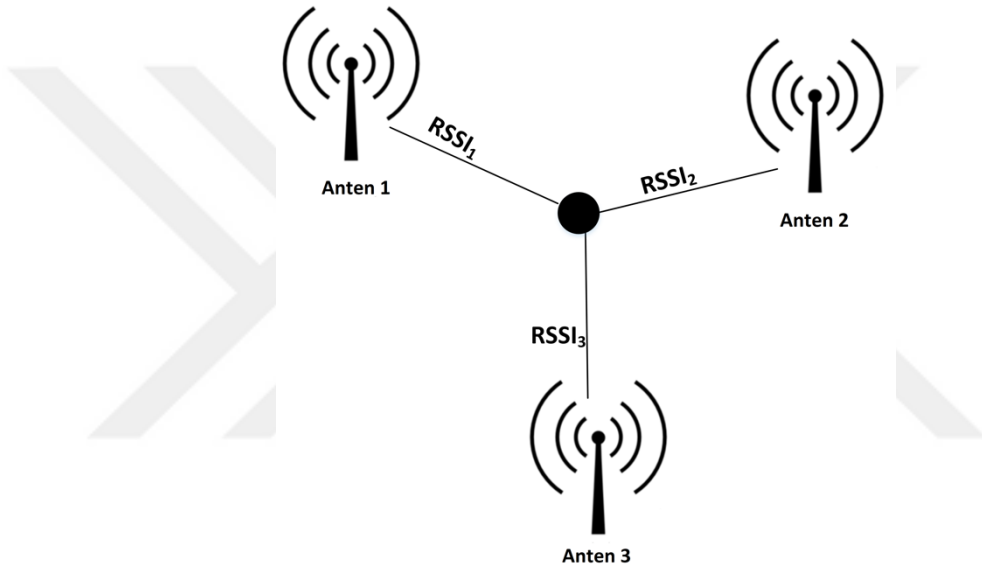 RSSI₁
Anten 1
RSSI₂
Anten 2
RSSI₃
Anten 3